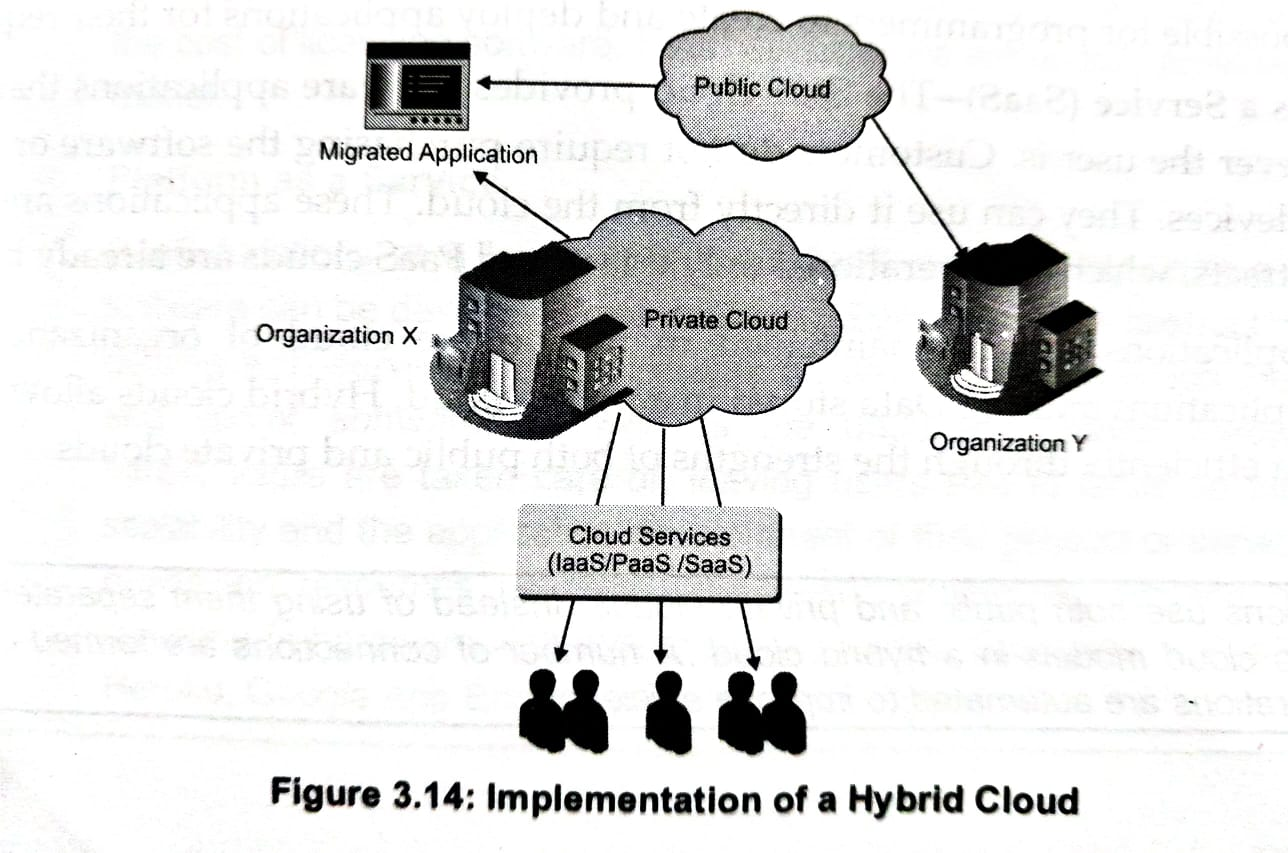 Public Cloud
Migrated Application
Private Cloud
Organization X
Organization Y
Cloud Services
(IaaS/PaaS /SaaS)
Figure 3.14: Implementation of a Hybrid Cloud